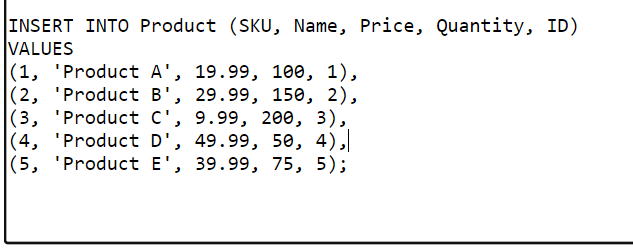 INSERT INTO Product (SKU, Name, Price, Quantity, ID)
VALUES
(1, 'Product A', 19.99, 100, 1),
(2, 'Product B', 29.99, 150, 2),
(3, 'Product C', 9.99, 200, 3),
(4, 'Product D', 49.99, 50, 4),
(5, 'Product E', 39.99, 75, 5);